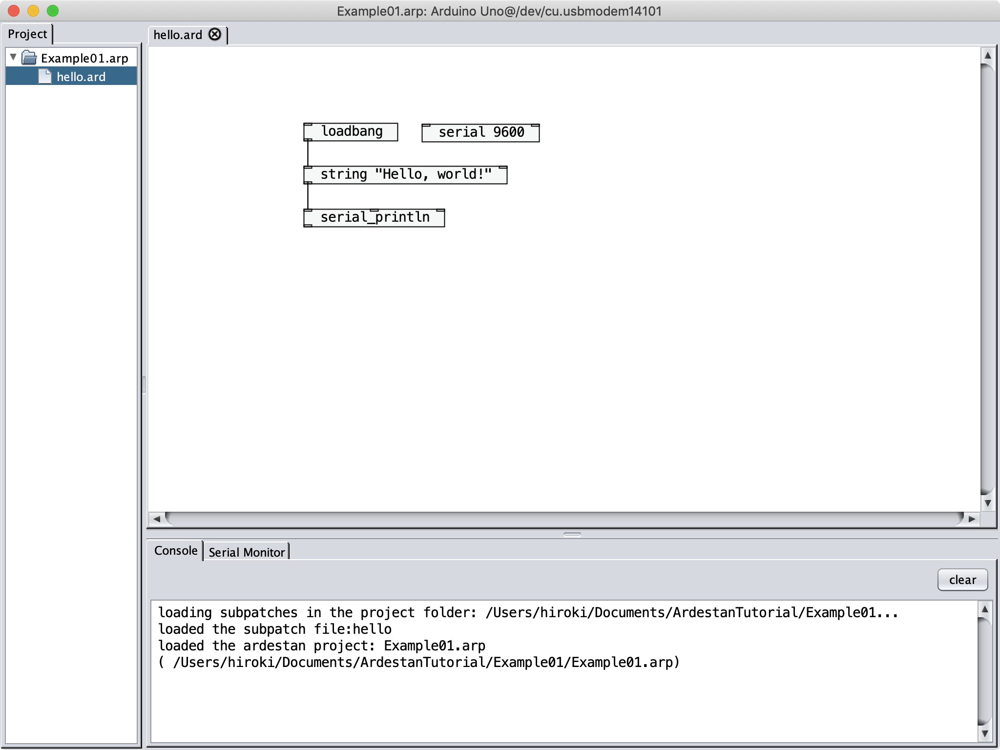 Example01.arp: Arduino Uno@/dev/cu.usbmodem14101
Project
hello.ard
Example01.arp
hello.ard
loadbang
serial 9600
string "Hello, world!"
serial_println
Console
Serial Monitor
clear
loading subpatches in the project folder: /Users/hiroki/Documents/ArdestanTutorial/Example01...
loaded the subpatch file:hello
loaded the ardestan project: Example01.arp
( /Users/hiroki/Documents/ArdestanTutorial/Example01/Example01.arp)